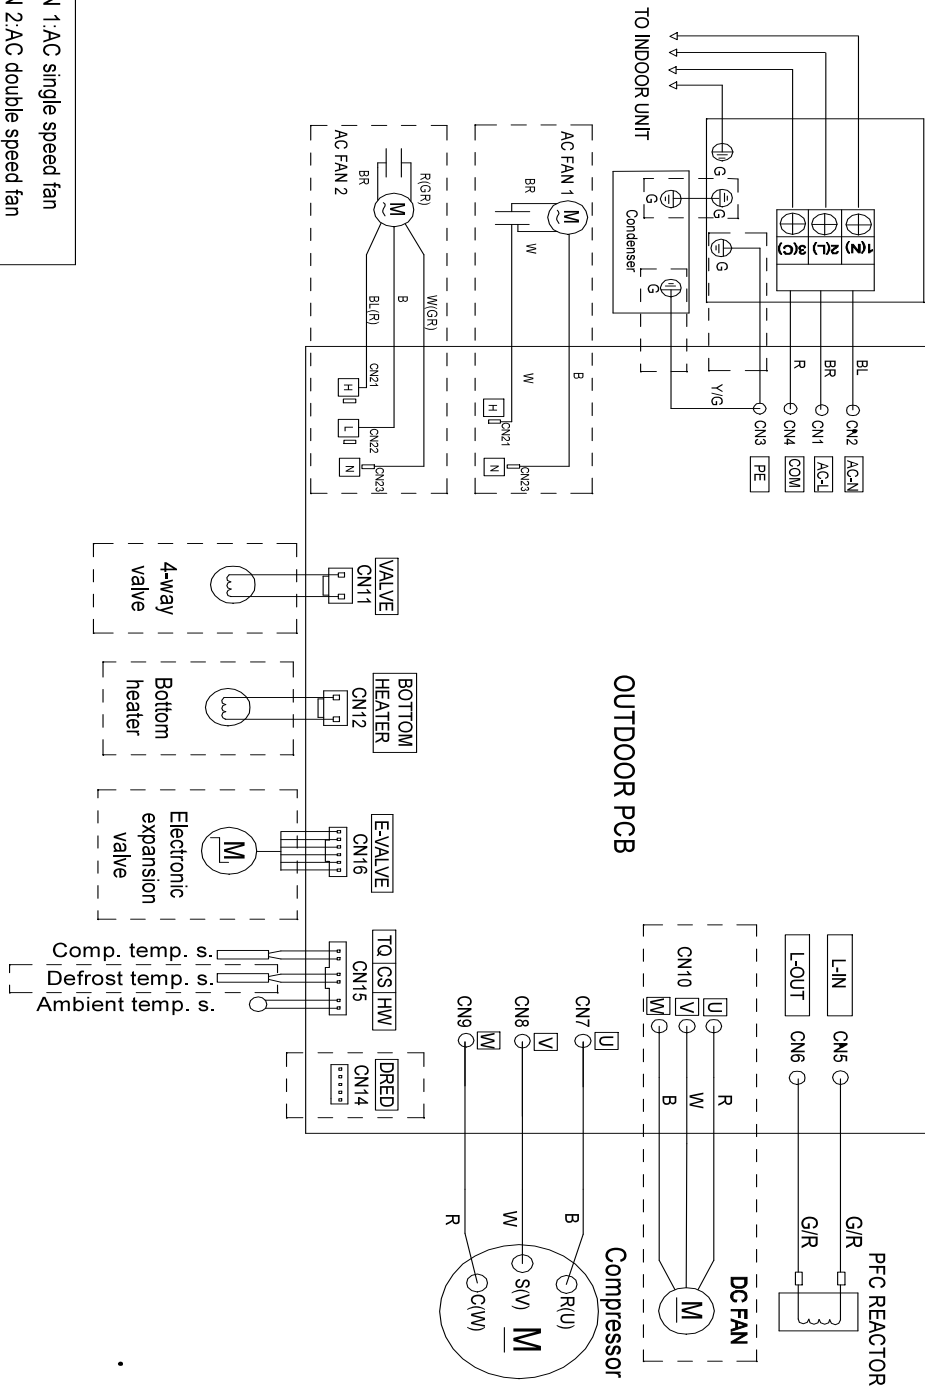 TO INDOOR UNIT
1(N)
2(L)
3(C)
G
G
G
G
G
G
Condenser
BL
BR
R
Y/G
CN2
CN1
CN4
CN3
AC-N
AC-L
COM
PE
AC FAN 1
M
BR
W
B
W
H
CN21
N
CN23
AC FAN 2
M
BR
R(GR)
W(GR)
B
BL(R)
CN21
H
CN22
L
CN23
N
N 1:AC single speed fan
N 2:AC double speed fan
OUTDOOR PCB
VALVE
CN11
4-way
valve
BOTTOM
HEATER
CN12
Bottom
heater
E-VALVE
CN16
M
Electronic
expansion
valve
TQ
CS
HW
CN15
Comp. temp. s.
Defrost temp. s.
Ambient temp. s.
DRED
CN14
L-IN
CN5
L-OUT
CN6
G/R
G/R
PFC REACTOR
CN10
U
V
W
R
W
B
DC FAN
M
CN7
U
CN8
V
CN9
W
B
W
R
Compressor
R(U)
S(V)
C(W)
M